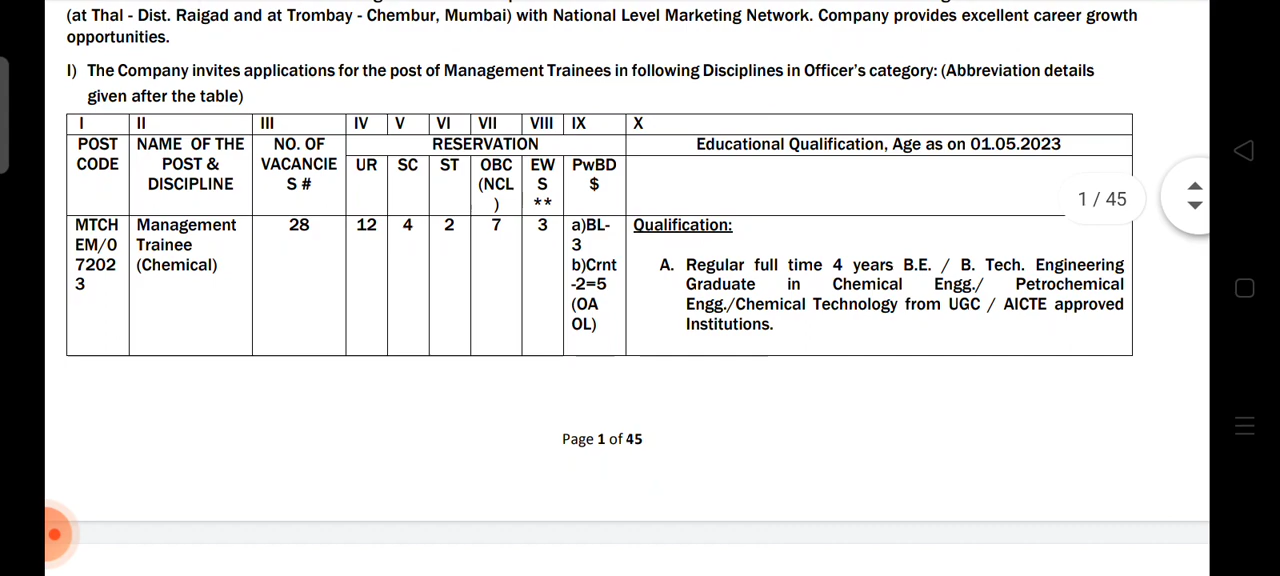 (at Thal - Dist. Raigad and at Trombay - Chembur, Mumbai) with National Level Marketing Network. Company provides excellent career growth
opportunities.
I) The Company invites applications for the post of Management Trainees in following Disciplines in Officer's category: (Abbreviation details
given after the table)
I II III IV V VI VII VIII IX X
POST NAME OF THE NO. OF RESERVATION Educational Qualification, Age as on 01.05.2023
CODE POST & VACANCIE UR SC ST OBC EW PwBD
DISCIPLINE S # (NCL S $
) **
MTCH Management 28 12 4 2 7 3 a)BL- Qualification:
EM/0 Trainee 3
7202 (Chemical) b)Crnt A. Regular full time 4 years B.E. / B. Tech. Engineering
3 -2=5 Graduate in Chemical Engg./ Petrochemical
(OA Engg./Chemical Technology from UGC / AICTE approved
OL) Institutions.
1 / 45
Page 1 of 45